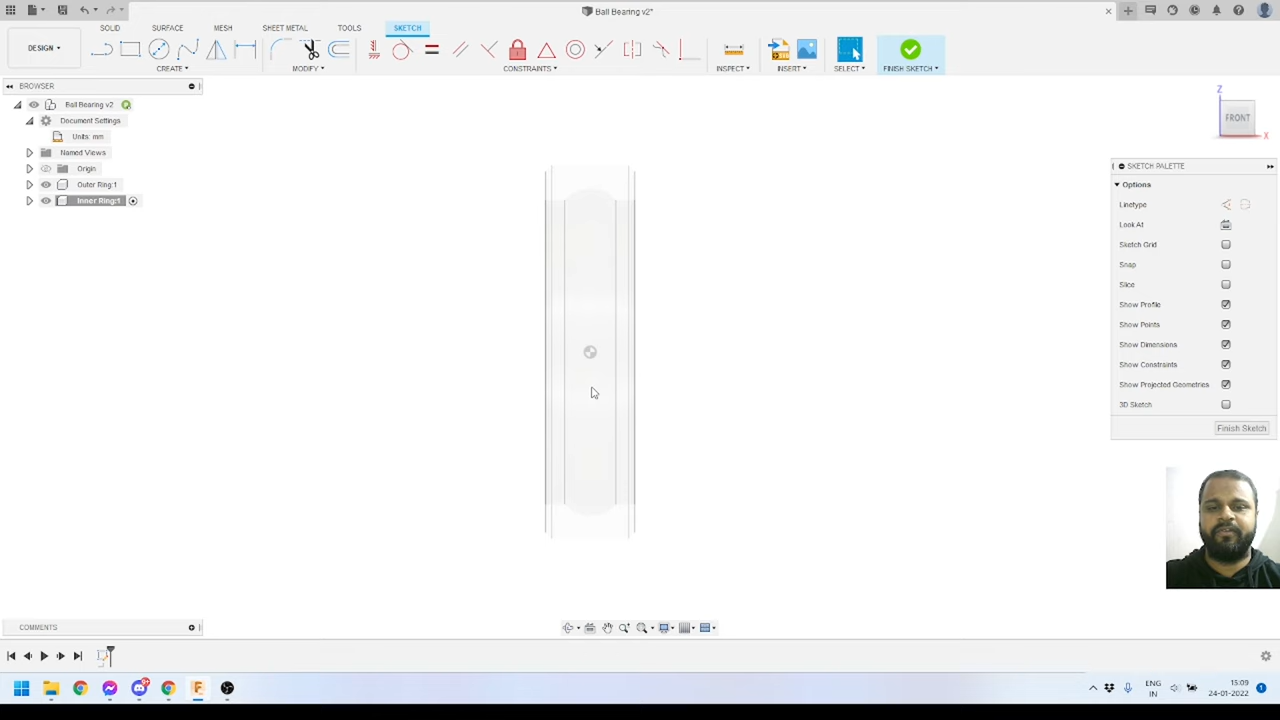 Ball Bearing v2*
SOLID SURFACE MESH SHEET METAL TOOLS SKETCH
DESIGN
CREATE MODIFY CONSTRAINTS INSPECT INSERT SELECT FINISH SKETCH
BROWSER
Ball Bearing v2
Document Settings
Units: mm
Named Views
Origin
Outer Ring:1
Inner Ring:1
Z
FRONT
X
SKETCH PALETTE
Options
Linetype
Look At
Sketch Grid
Snap
Slice
Show Profile
Show Points
Show Dimensions
Show Constraints
Show Projected Geometries
3D Sketch
Finish Sketch
COMMENTS
9+
ENG
IN
15:09
24-01-2022
1